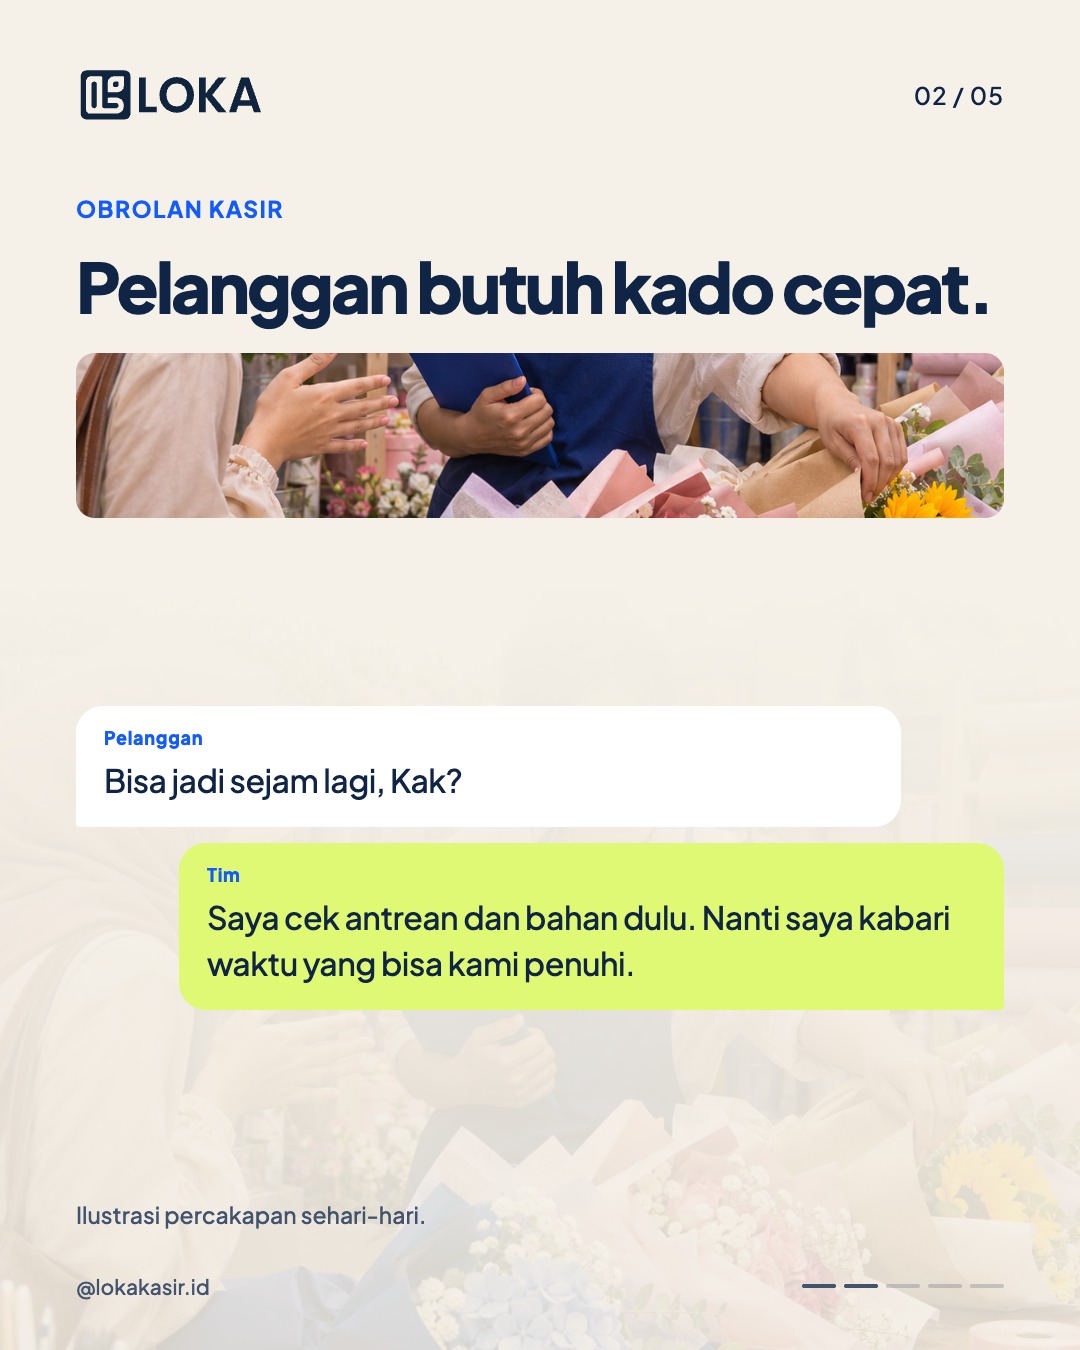 LOKA
02 / 05
OBROLAN KASIR
Pelanggan butuh kado cepat.
Pelanggan
Bisa jadi sejam lagi, Kak?
Tim
Saya cek antrean dan bahan dulu. Nanti saya kabari
waktu yang bisa kami penuhi.
Ilustrasi percakapan sehari-hari.
@lokakasir.id